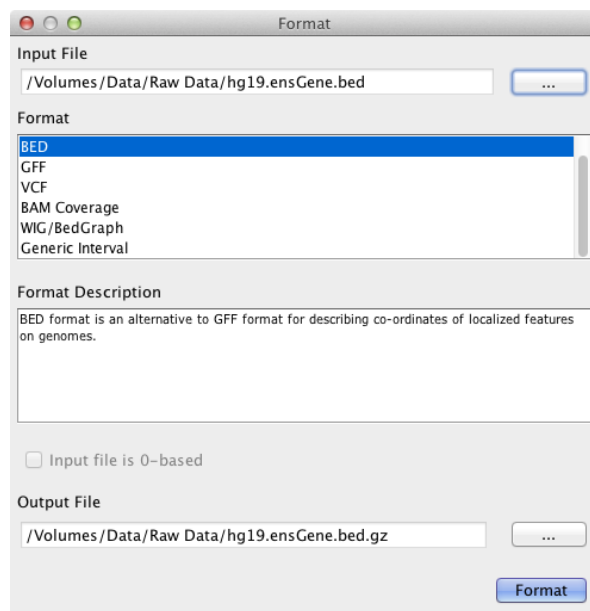 Format
Input File
/Volumes/Data/Raw Data/hg19.ensGene.bed
...
Format
BED
GFF
VCF
BAM Coverage
WIG/BedGraph
Generic Interval
Format Description
BED format is an alternative to GFF format for describing co-ordinates of localized features
on genomes.
Input file is 0-based
Output File
/Volumes/Data/Raw Data/hg19.ensGene.bed.gz
...
Format